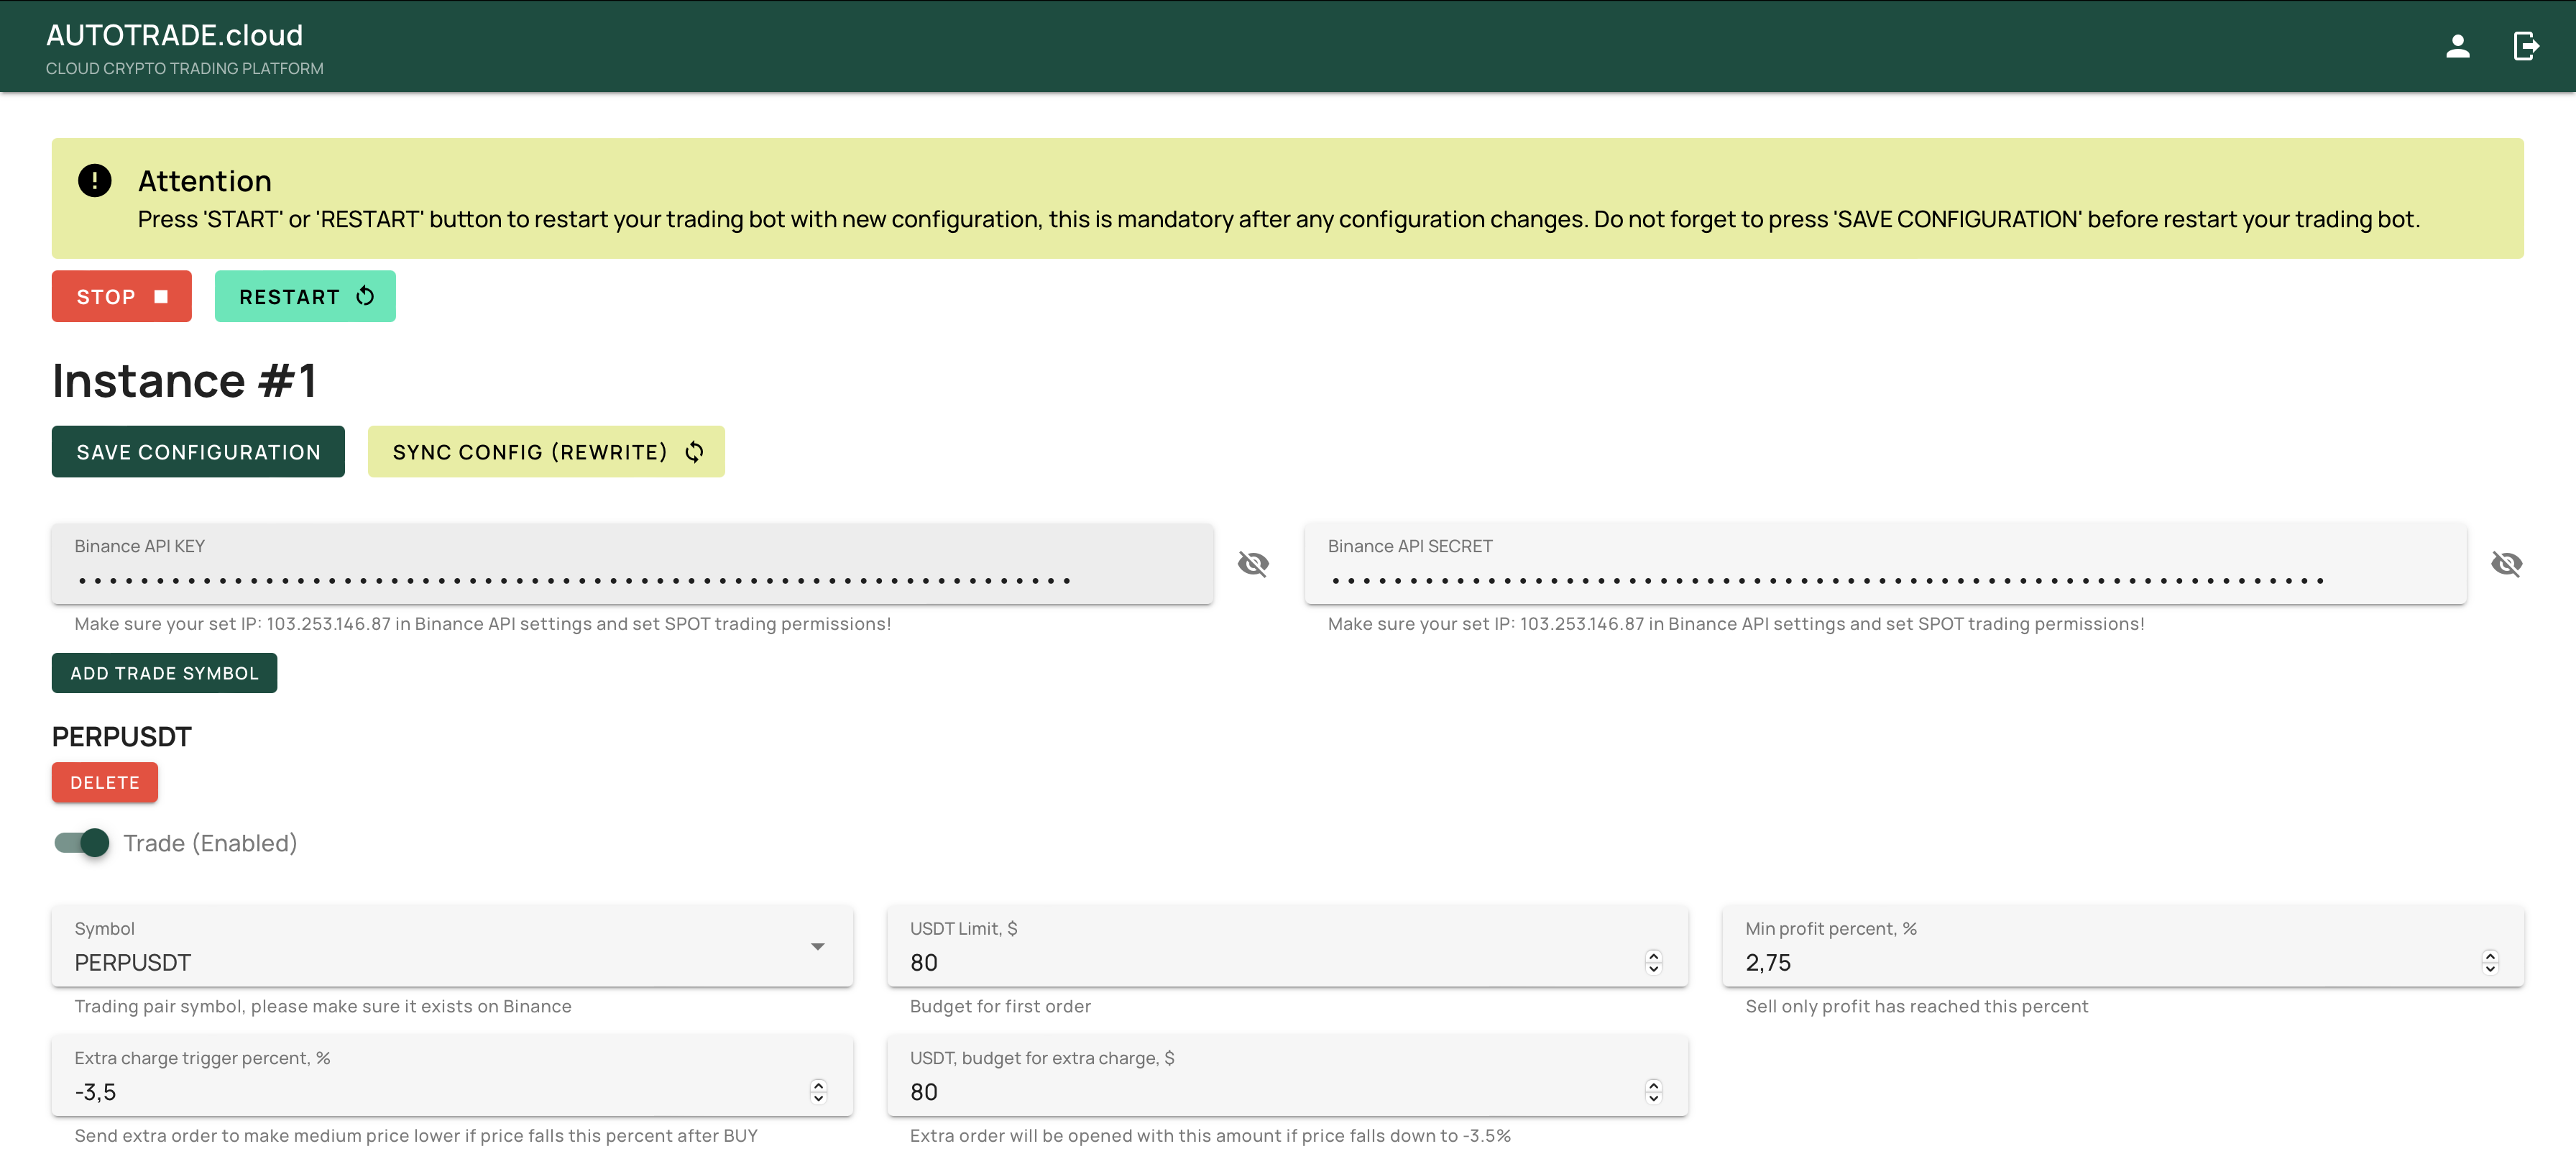 AUTOTRADE.cloud
CLOUD CRYPTO TRADING PLATFORM
Attention
Press 'START' or 'RESTART' button to restart your trading bot with new configuration, this is mandatory after any configuration changes. Do not forget to press 'SAVE CONFIGURATION' before restart your trading bot.
STOP
RESTART
Instance #1
SAVE CONFIGURATION
SYNC CONFIG (REWRITE)
Binance API KEY
Binance API SECRET
Make sure your set IP: 103.253.146.87 in Binance API settings and set SPOT trading permissions!
Make sure your set IP: 103.253.146.87 in Binance API settings and set SPOT trading permissions!
ADD TRADE SYMBOL
PERPUSDT
DELETE
Trade (Enabled)
Symbol
PERPUSDT
Trading pair symbol, please make sure it exists on Binance
USDT Limit, $
80
Budget for first order
Min profit percent, %
2,75
Sell only profit has reached this percent
Extra charge trigger percent, %
-3,5
Send extra order to make medium price lower if price falls this percent after BUY
USDT, budget for extra charge, $
80
Extra order will be opened with this amount if price falls down to -3.5%